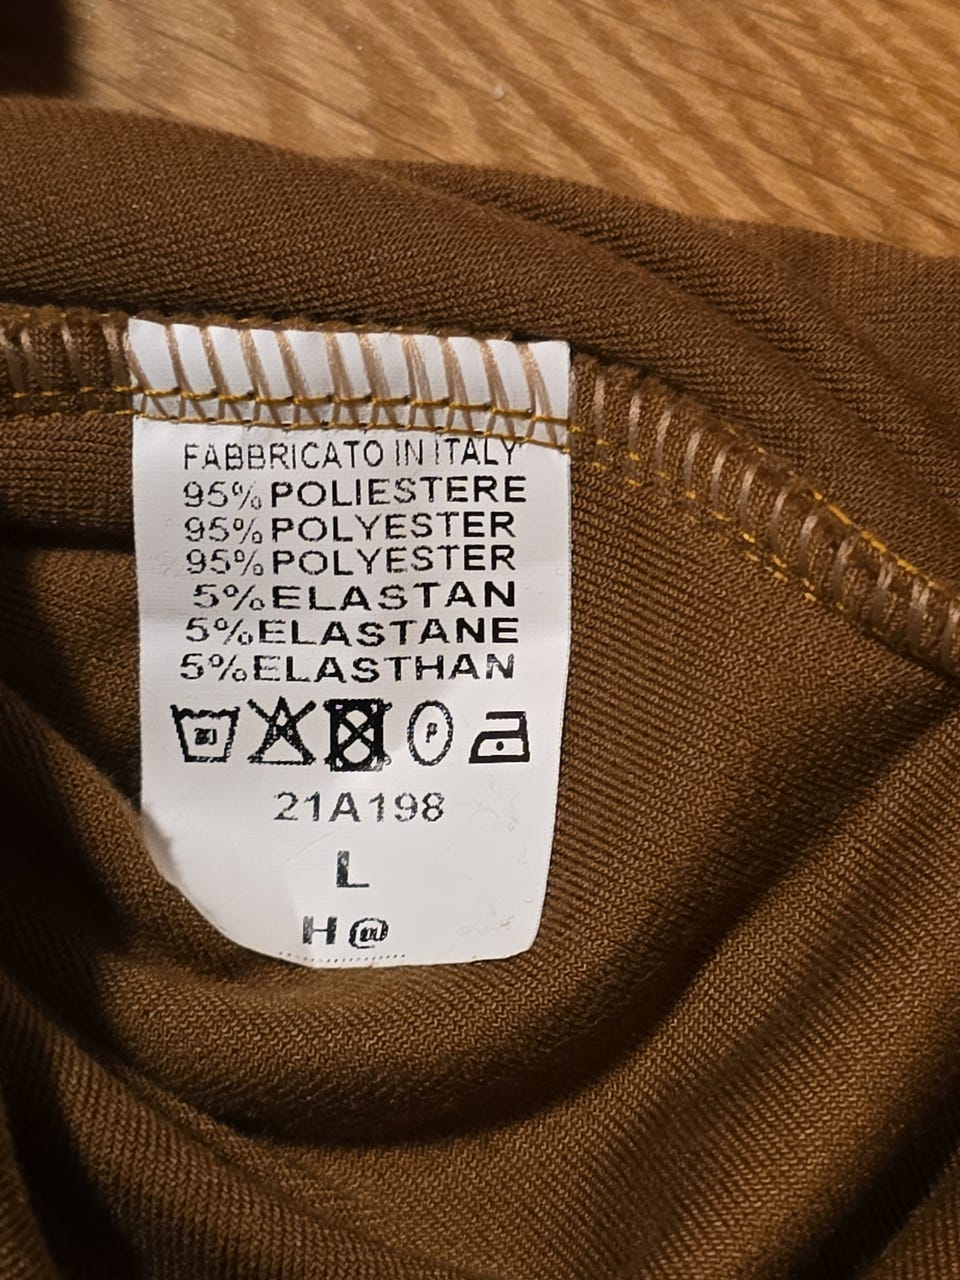 FABBRICATO IN ITALY
95% POLIESTERE
95% POLYESTER
95% POLYESTER
5% ELASTAN
5% ELASTANE
5% ELASTHAN
P
21A198
L
H@